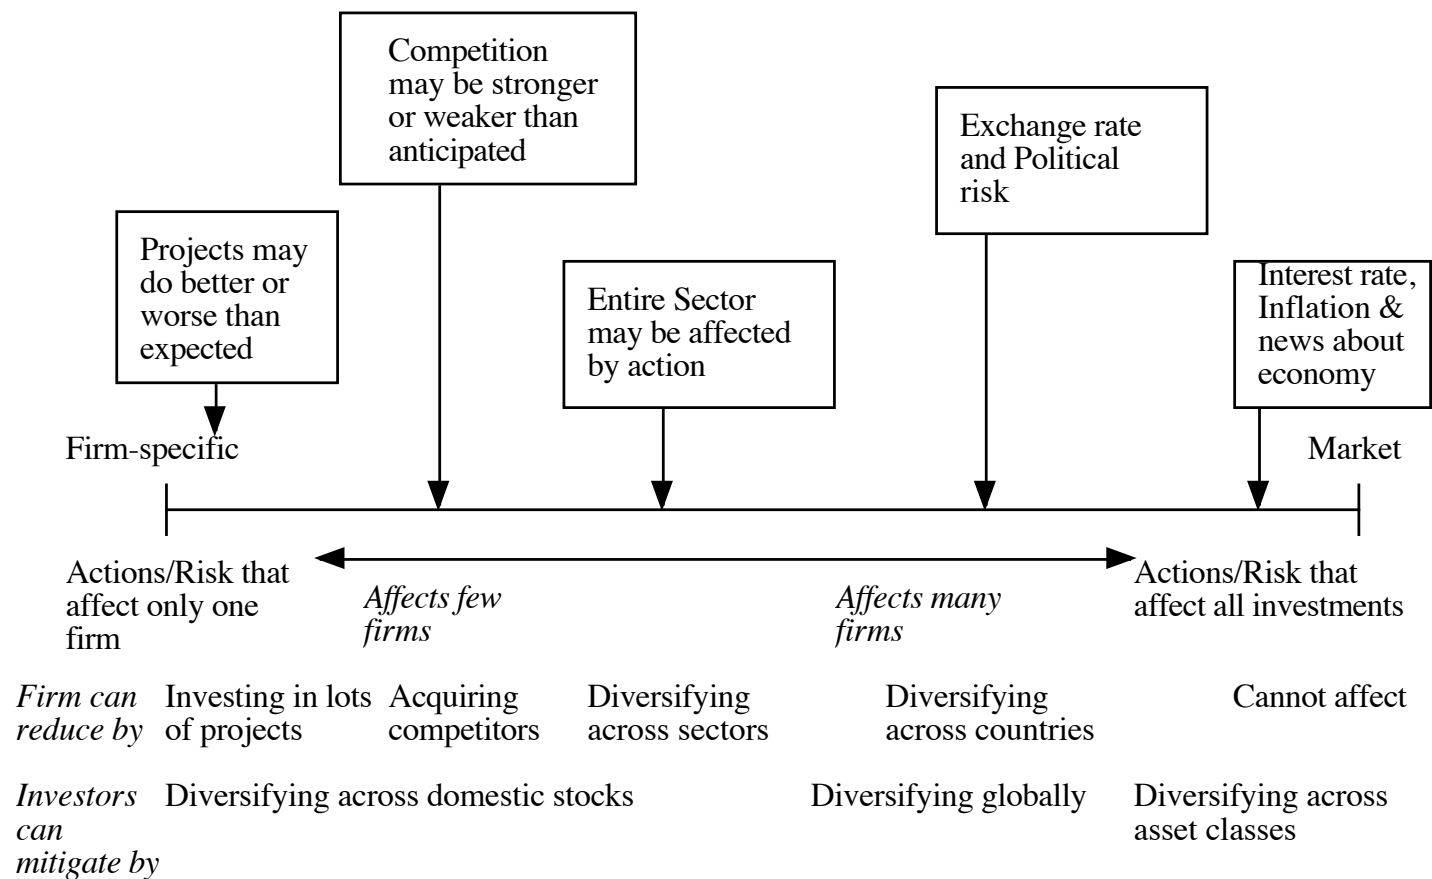 Competition
may be stronger
or weaker than
anticipated
Exchange rate
and Political
risk
Projects may
do better or
worse than
expected
Entire Sector
may be affected
by action
Interest rate,
Inflation &
news about
economy
Firm-specific
Market
Actions/Risk that
affect only one
firm
Affects few
firms
Affects many
firms
Actions/Risk that
affect all investments
Firm can
reduce by
Investing in lots
of projects
Acquiring
competitors
Diversifying
across sectors
Diversifying
across countries
Cannot affect
Investors
can
mitigate by
Diversifying across domestic stocks
Diversifying globally
Diversifying across
asset classes